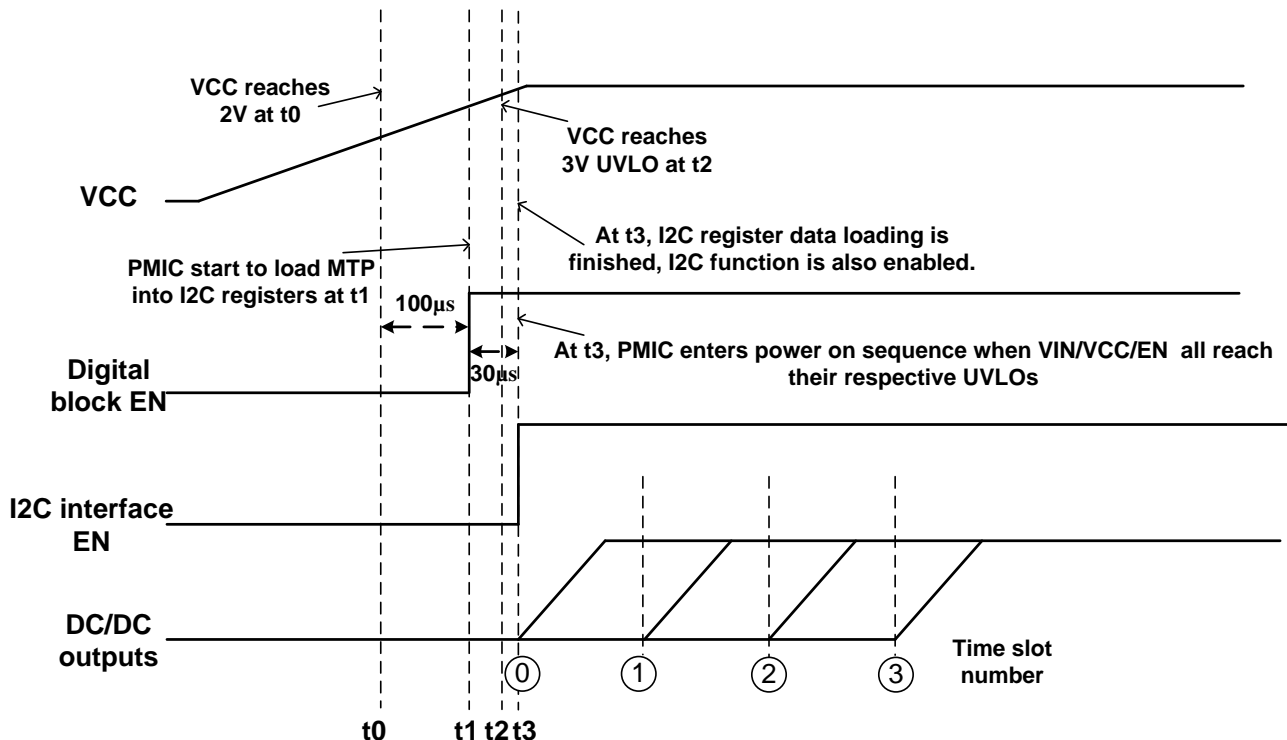 VCC reaches
2V at t0
VCC reaches
3V UVLO at t2
VCC
At t3, I2C register data loading is
finished, I2C function is also enabled.
PMIC start to load MTP
into I2C registers at t1
100μs
At t3, PMIC enters power on sequence when VIN/VCC/EN all reach
their respective UVLOs
30μs
Digital
block EN
I2C interface
EN
DC/DC
outputs
0
1
2
3
Time slot
number
t0
t1
t2
t3